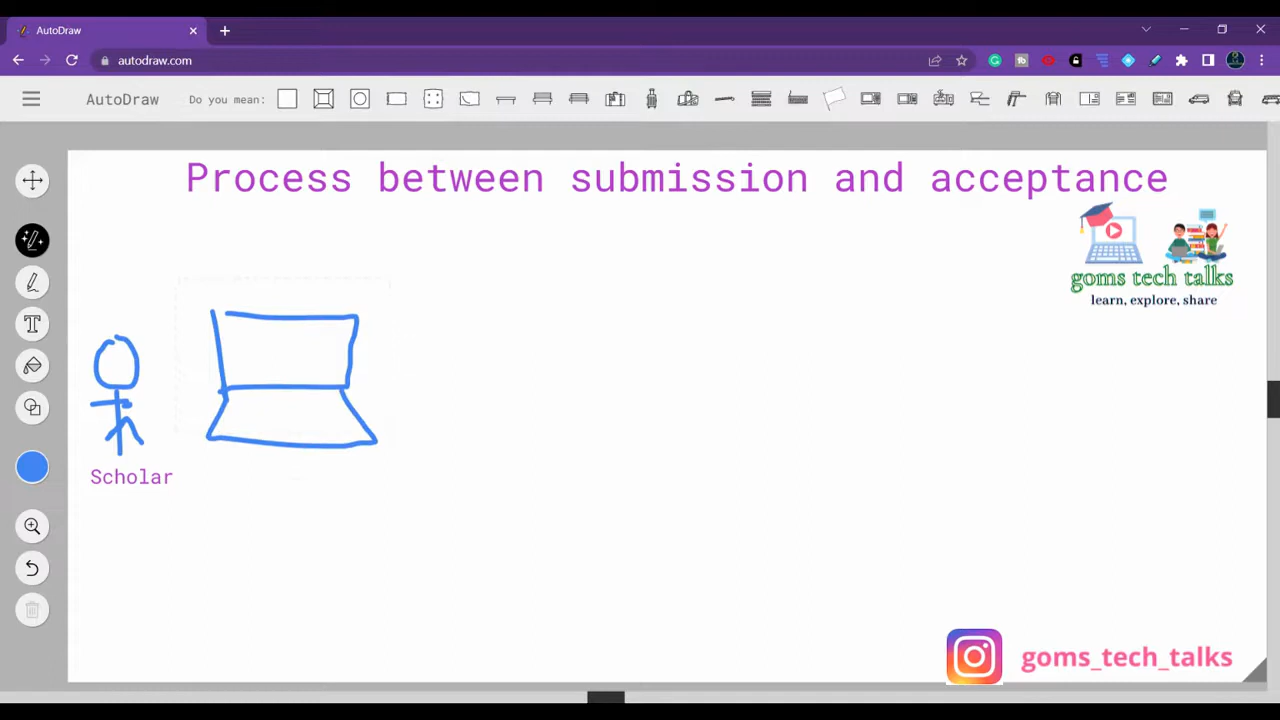 AutoDraw
autodraw.com
AutoDraw Do you mean:
Process between submission and acceptance
goms tech talks
learn, explore, share
Scholar
goms_tech_talks